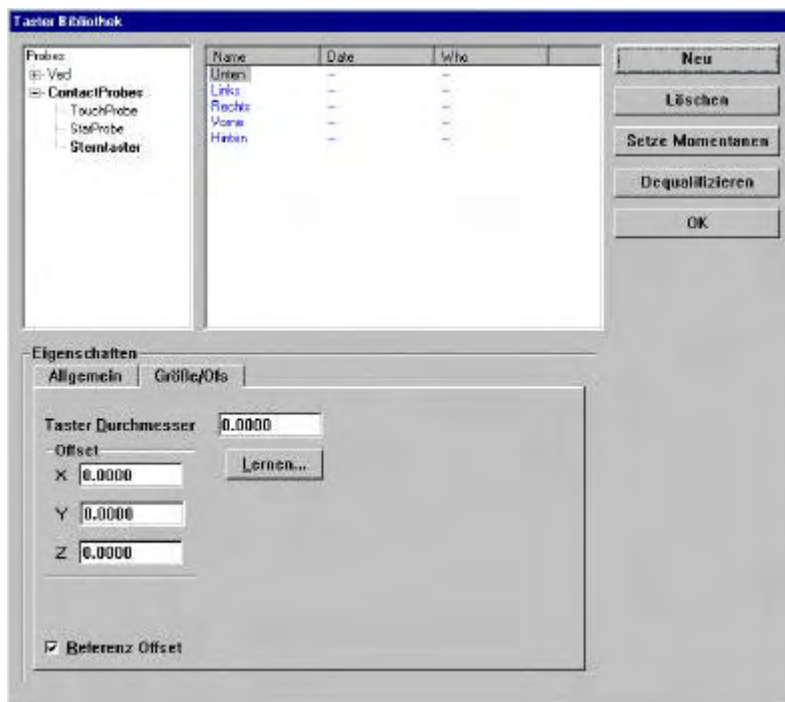 Taster Bibliothek
Probes
Ved
ContactProbes
TouchProbe
StarProbe
Sterntaster
Name Date Who
Unten -- --
Links -- --
Rechts -- --
Vorne -- --
Hinten -- --
Neu
Löschen
Setze Momentanen
Dequalifizieren
OK
Eigenschaften
Allgemein Größe/Ofs
Taster Durchmesser 0.0000
Offset
Lernen...
X 0.0000
Y 0.0000
Z 0.0000
Referenz Offset